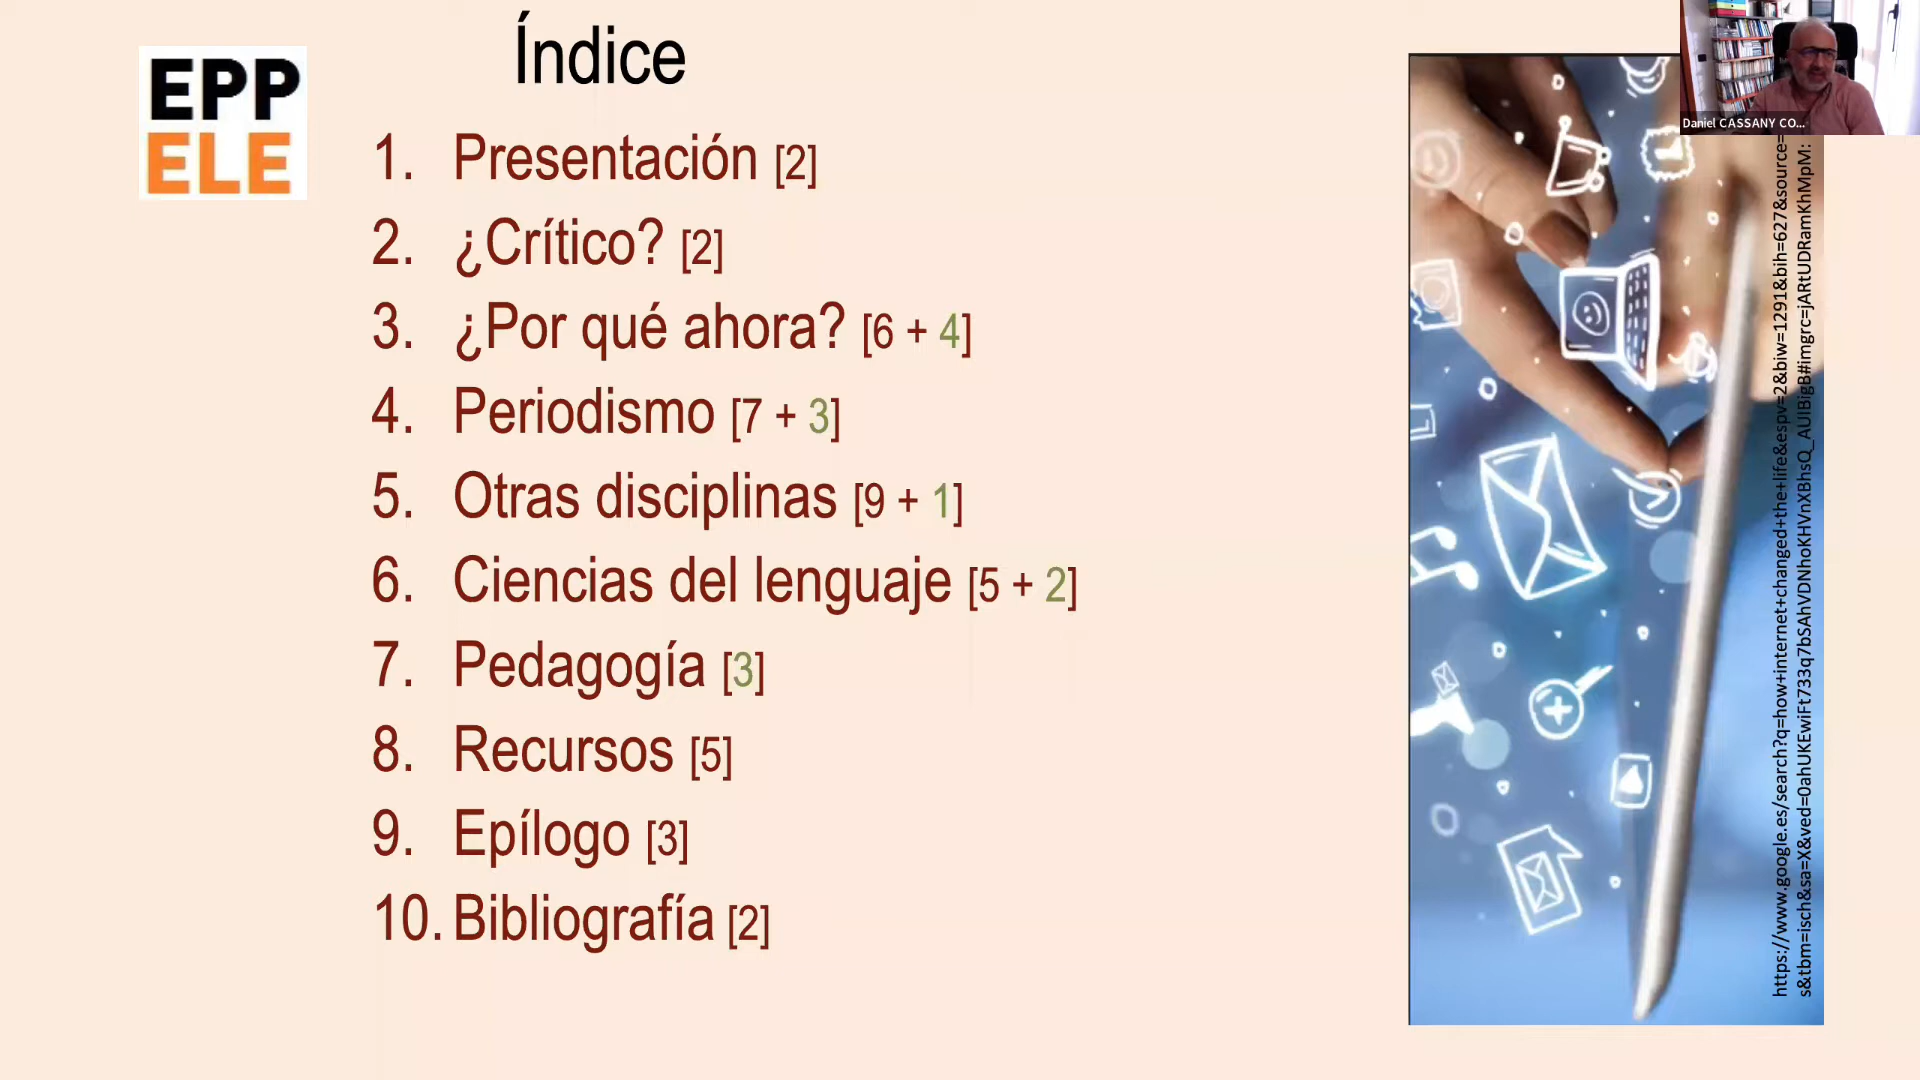 Índice
EPP
ELE
1. Presentación [2]
2. ¿Crítico? [2]
3. ¿Por qué ahora? [6 + 4]
4. Periodismo [7 + 3]
5. Otras disciplinas [9 + 1]
6. Ciencias del lenguaje [5 + 2]
7. Pedagogía [3]
8. Recursos [5]
9. Epílogo [3]
10. Bibliografía [2]
Daniel CASSANY CO...
https://www.google.es/search?q=how+internet+changed+the+life&espv=2&biw=1291&bih=627&source=
s&tbm=isch&sa=X&ved=0ahUKEwiFt733q7bSAhVDNhoKHVnXBhsQ_AUIBigB#imgrc=jARtUDRamKhMpM: